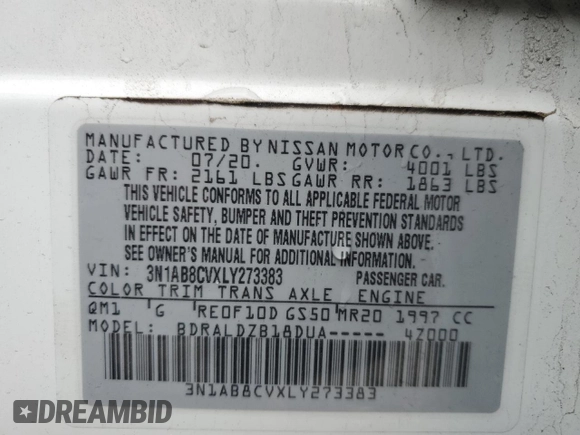 MANUFACTURED BY NISSAN MOTOR CO., LTD.
DATE: 07/20. GVWR: 4001 LBS
GAWR FR: 2161 LBS GAWR RR: 1863 LBS
THIS VEHICLE CONFORMS TO ALL APPLICABLE FEDERAL MOTOR
VEHICLE SAFETY, BUMPER AND THEFT PREVENTION STANDARDS
IN EFFECT ON THE DATE OF MANUFACTURE SHOWN ABOVE.
SEE OWNER'S MANUAL FOR ADDITIONAL INFORMATION.
VIN: 3N1AB8CVXLY273383 PASSENGER CAR.
COLOR TRIM TRANS AXLE ENGINE
QM1 G RE0F10D GS50 MR20 1997 CC
BDRALDZB18DUA----- 4Z000
3N1AB8CVXLY273383
DREAMBID